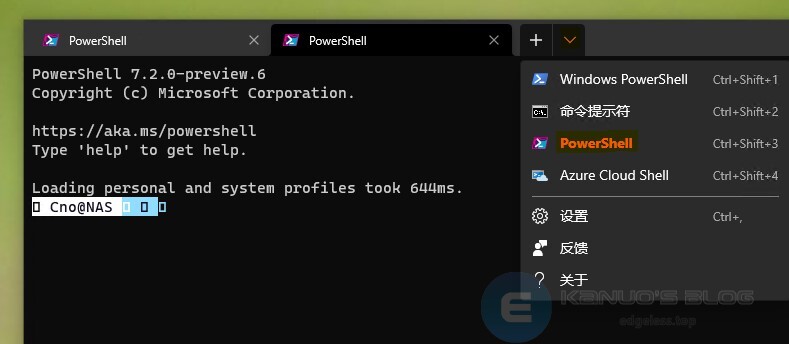 PowerShell
PowerShell
PowerShell 7.2.0-preview.6
Copyright (c) Microsoft Corporation.
https://aka.ms/powershell
Type 'help' to get help.
Loading personal and system profiles took 644ms.
Cno@NAS
Windows PowerShell Ctrl+Shift+1
命令提示符 Ctrl+Shift+2
PowerShell Ctrl+Shift+3
Azure Cloud Shell Ctrl+Shift+4
设置 Ctrl+,
反馈
关于
KANUO'S BLOG
edgeless.top